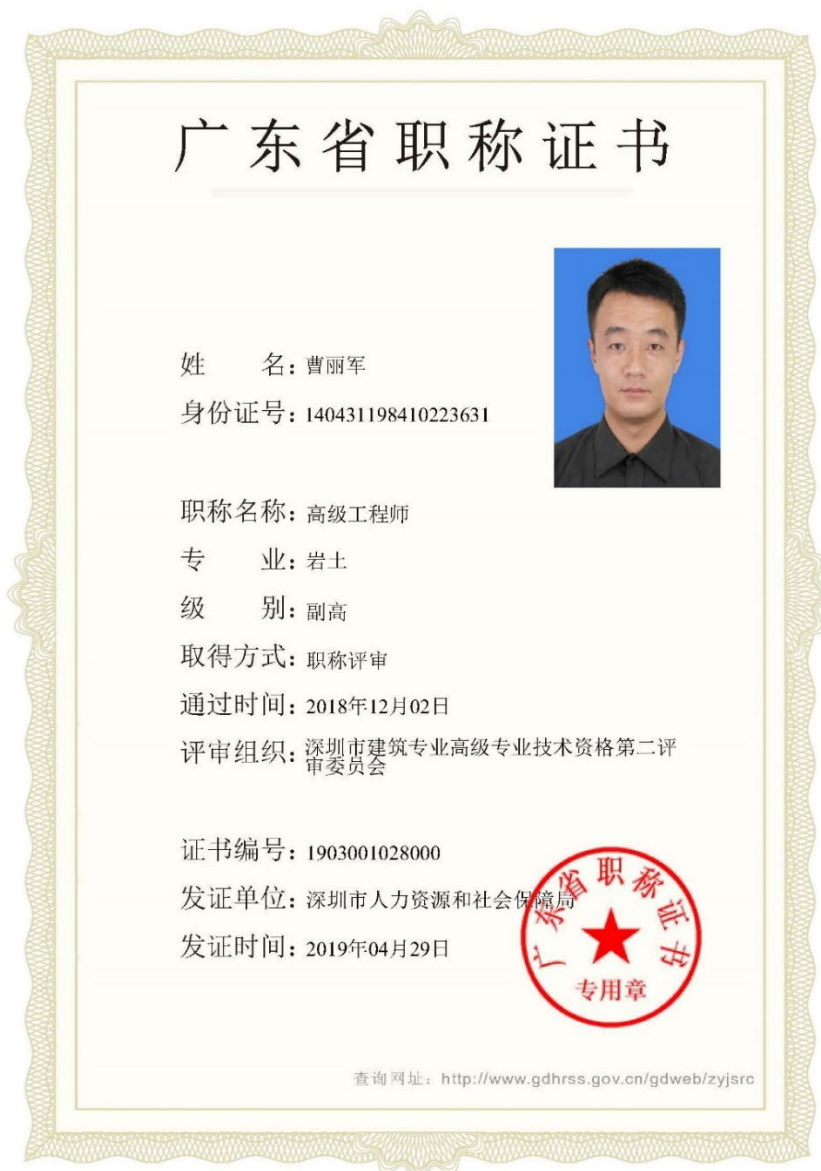 广东省职称证书
姓 名：曹丽军
身份证号：140431198410223631
职称名称：高级工程师
专 业：岩土
级 别：副高
取得方式：职称评审
通过时间：2018年12月02日
评审组织：深圳市建筑专业高级专业技术资格第二评
审委员会
证书编号：1903001028000
发证单位：深圳市人力资源和社会保障局
发证时间：2019年04月29日
广东省职称证书
专用章
查询网址：http://www.gdhrss.gov.cn/gdweb/zyjsrc